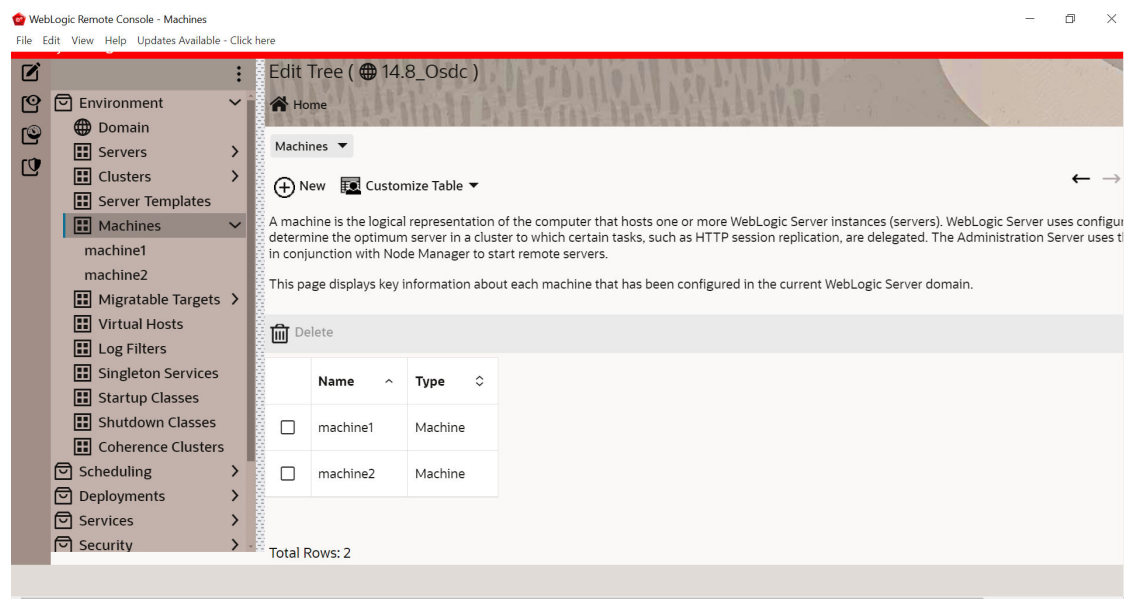 WebLogic Remote Console - Machines
File Edit View Help Updates Available - Click here
Edit Tree ( 14.8_Osdc )
Home
Environment
Domain
Servers
Clusters
Server Templates
Machines
machine1
machine2
Migratable Targets
Virtual Hosts
Log Filters
Singleton Services
Startup Classes
Shutdown Classes
Coherence Clusters
Scheduling
Deployments
Services
Security
Machines
New Customize Table
A machine is the logical representation of the computer that hosts one or more WebLogic Server instances (servers). WebLogic Server uses configur
determine the optimum server in a cluster to which certain tasks, such as HTTP session replication, are delegated. The Administration Server uses t
in conjunction with Node Manager to start remote servers.
This page displays key information about each machine that has been configured in the current WebLogic Server domain.
Delete
Name Type
machine1 Machine
machine2 Machine
Total Rows: 2